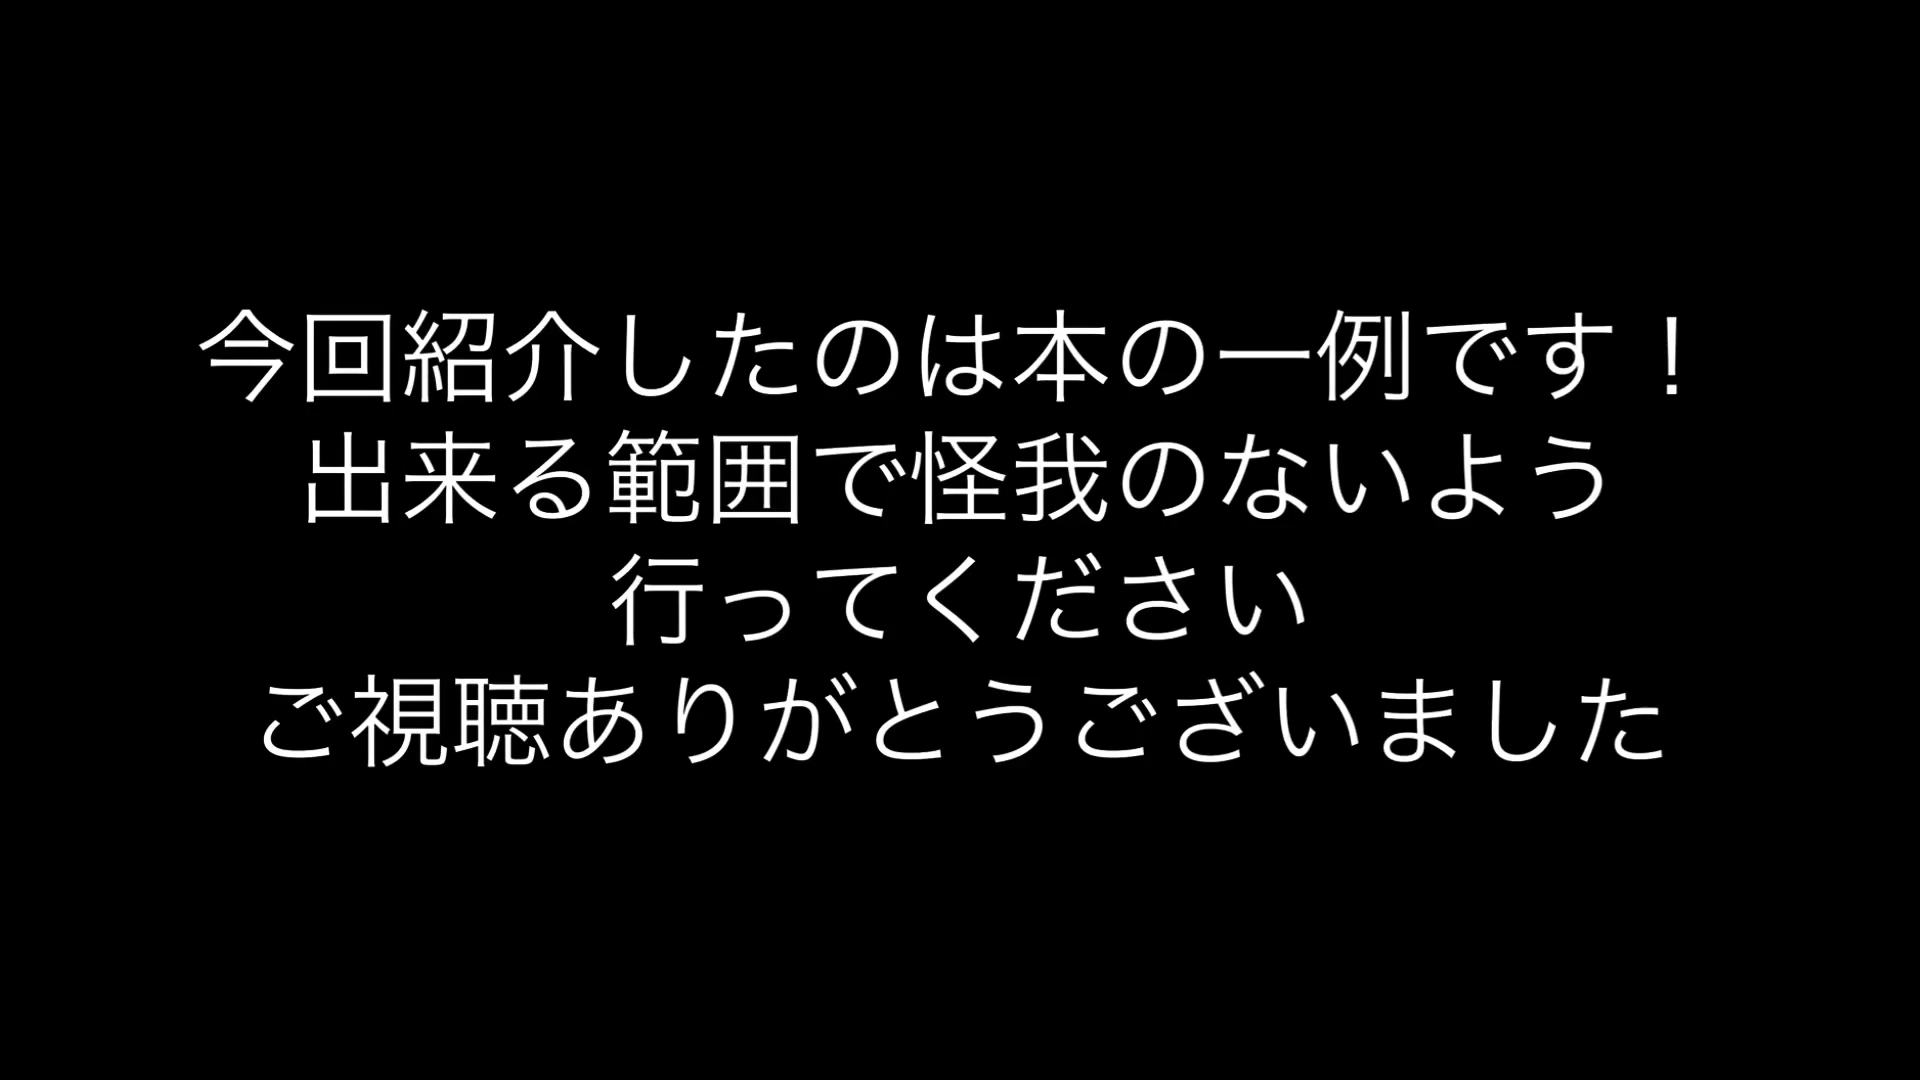 今回紹介したのは本の一例です！
出来る範囲で怪我のないよう
行ってください
ご視聴ありがとうございました